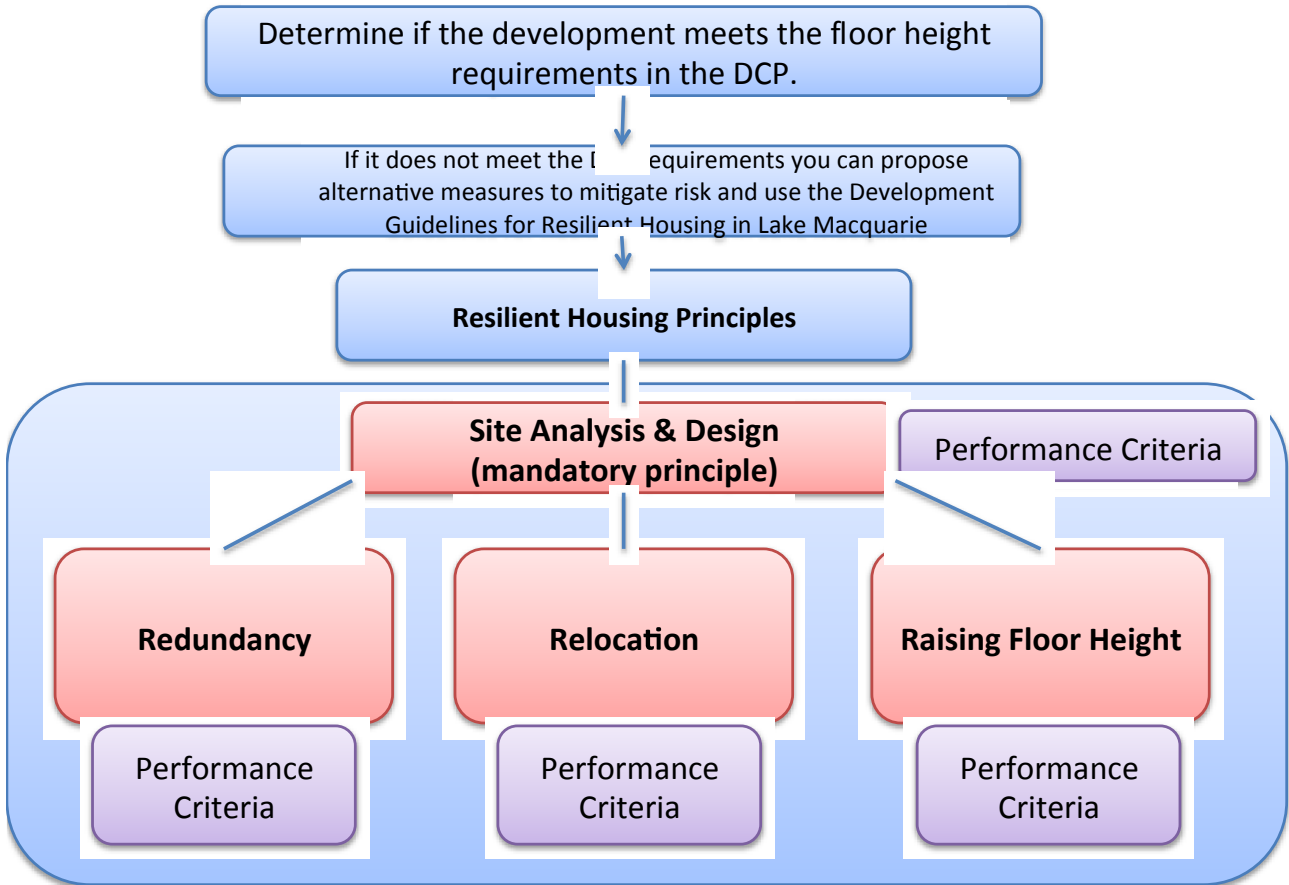 Determine if the development meets the floor height
requirements in the DCP.
If it does not meet the requirements you can propose
alternative measures to mitigate risk and use the Development
Guidelines for Resilient Housing in Lake Macquarie
Resilient Housing Principles
Site Analysis & Design
(mandatory principle)
Performance Criteria
Redundancy
Relocation
Raising Floor Height
Performance
Criteria
Performance
Criteria
Performance
Criteria